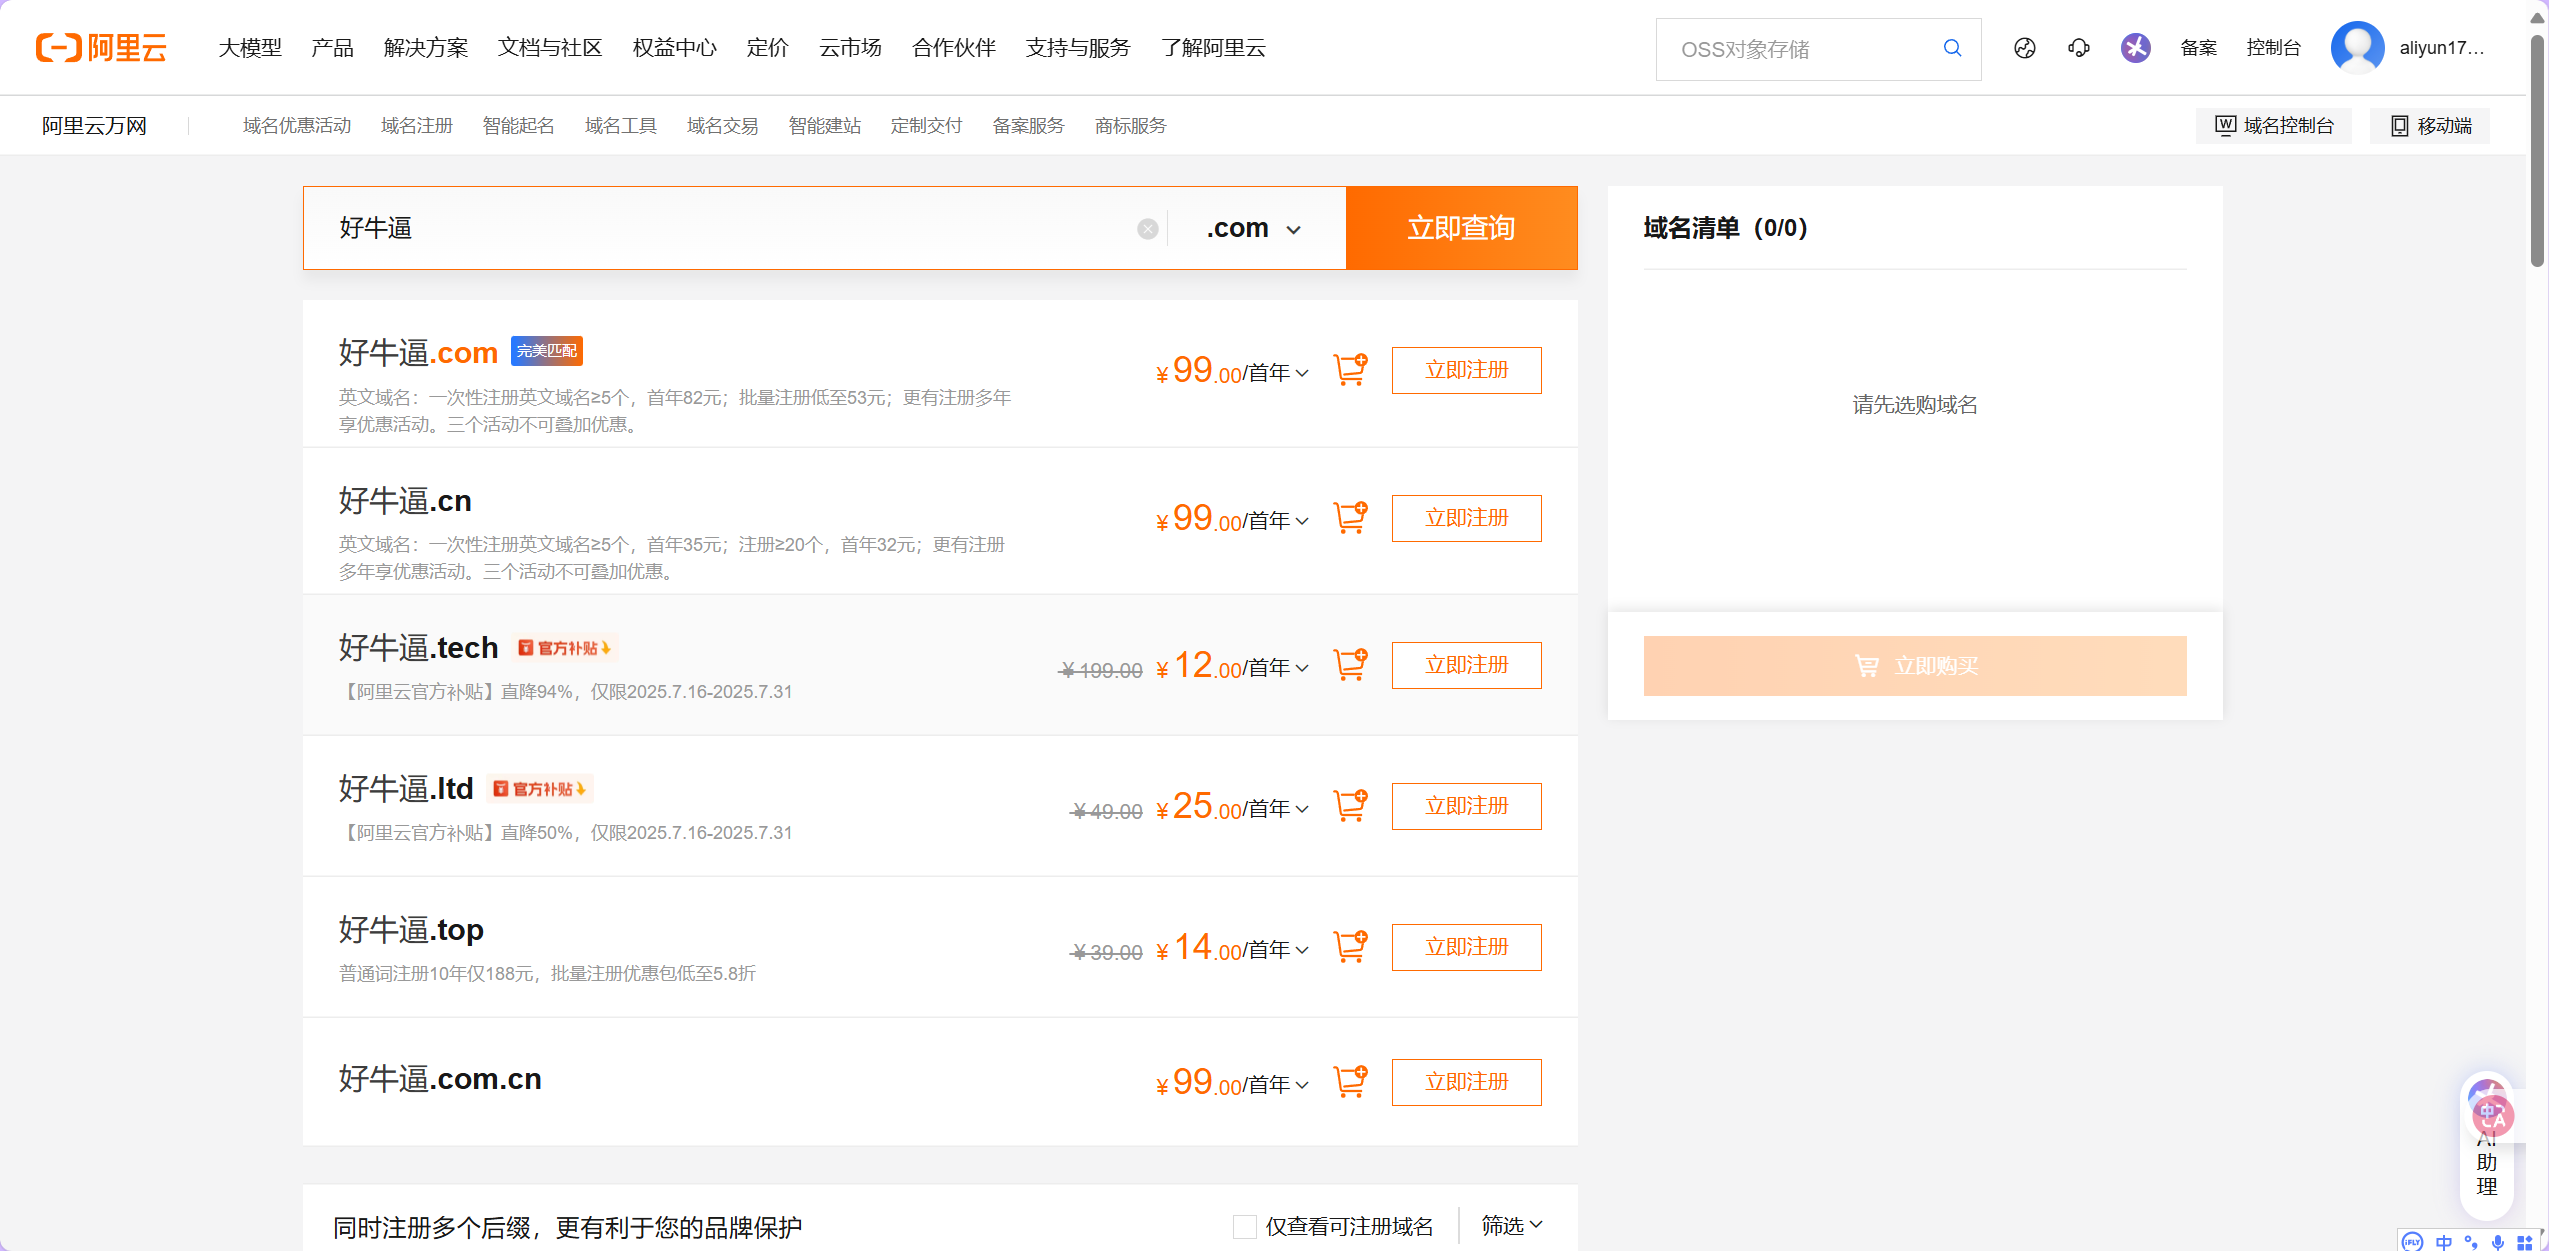 阿里云 大模型 产品 解决方案 文档与社区 权益中心 定价 云市场 合作伙伴 支持与服务 了解阿里云 OSS对象存储 备案 控制台 aliyun17...
阿里云万网 域名优惠活动 域名注册 智能起名 域名工具 域名交易 智能建站 定制交付 备案服务 商标服务 域名控制台 移动端
好牛逼 .com 立即查询
域名清单（0/0）
请先选购域名
立即购买
好牛逼.com 完美匹配
英文域名：一次性注册英文域名≥5个，首年82元；批量注册低至53元；更有注册多年
享优惠活动。三个活动不可叠加优惠。
¥ 99.00/首年 立即注册
好牛逼.cn
英文域名：一次性注册英文域名≥5个，首年35元；注册≥20个，首年32元；更有注册
多年享优惠活动。三个活动不可叠加优惠。
¥ 99.00/首年 立即注册
好牛逼.tech 官方补贴
【阿里云官方补贴】直降94%，仅限2025.7.16-2025.7.31
¥ 199.00 ¥ 12.00/首年 立即注册
好牛逼.ltd 官方补贴
【阿里云官方补贴】直降50%，仅限2025.7.16-2025.7.31
¥ 49.00 ¥ 25.00/首年 立即注册
好牛逼.top
普通词注册10年仅188元，批量注册优惠包低至5.8折
¥ 39.00 ¥ 14.00/首年 立即注册
好牛逼.com.cn
¥ 99.00/首年 立即注册
同时注册多个后缀，更有利于您的品牌保护 仅查看可注册域名 筛选
中A
AI
助
理
iFLY 中